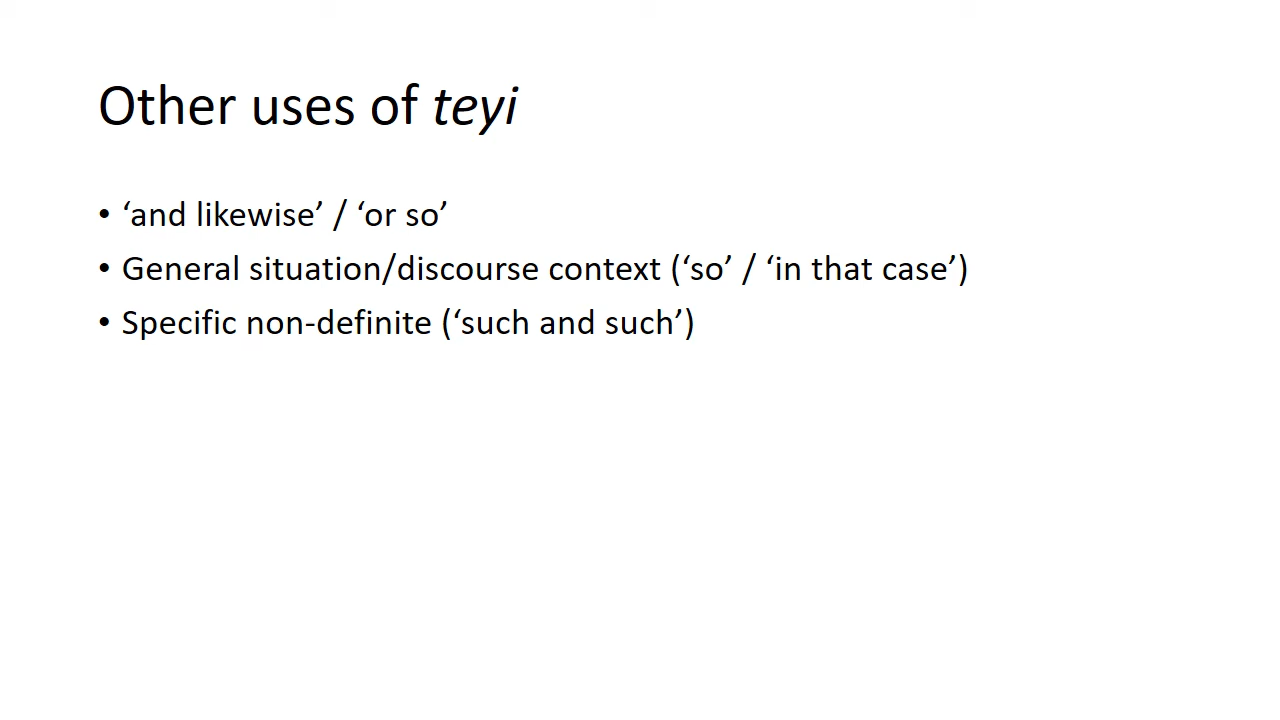 Other uses of teyi
• ‘and likewise’ / ‘or so’
• General situation/discourse context (‘so’ / ‘in that case’)
• Specific non-definite (‘such and such’)